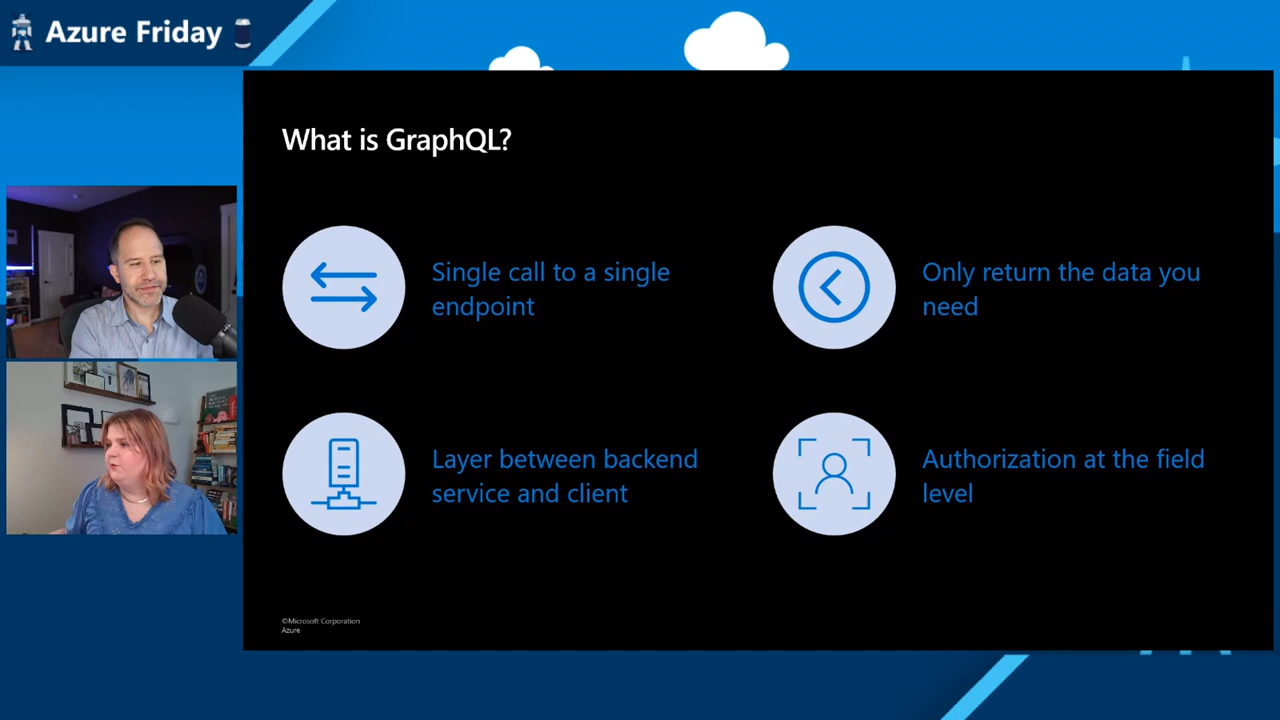 Azure Friday
What is GraphQL?
Single call to a single
endpoint
Only return the data you
need
Layer between backend
service and client
Authorization at the field
level
©Microsoft Corporation
Azure